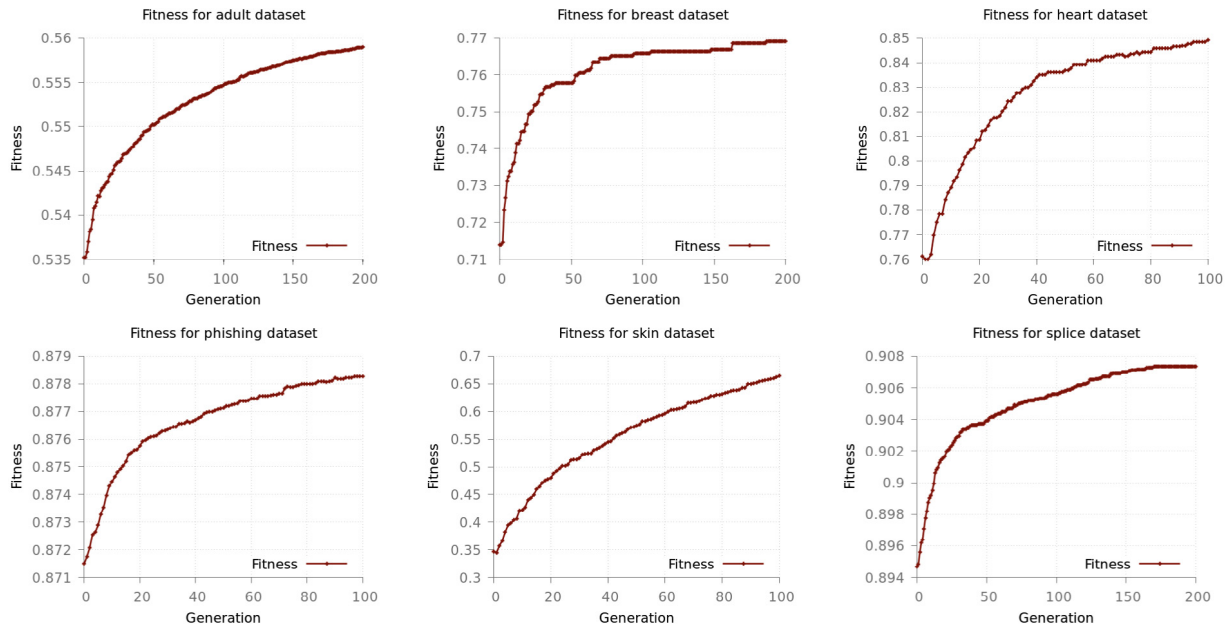 Fitness for adult dataset
0.56
0.555
0.55
0.545
0.54
0.535
Fitness
Fitness
0 50 100 150 200
Generation
Fitness for breast dataset
0.77
0.76
0.75
0.74
0.73
0.72
0.71
Fitness
Fitness
0 50 100 150 200
Generation
Fitness for heart dataset
0.85
0.84
0.83
0.82
0.81
0.8
0.79
0.78
0.77
0.76
Fitness
Fitness
0 20 40 60 80 100
Generation
Fitness for phishing dataset
0.879
0.878
0.877
0.876
0.875
0.874
0.873
0.872
0.871
Fitness
Fitness
0 20 40 60 80 100
Generation
Fitness for skin dataset
0.7
0.65
0.6
0.55
0.5
0.45
0.4
0.35
0.3
Fitness
Fitness
0 20 40 60 80 100
Generation
Fitness for splice dataset
0.908
0.906
0.904
0.902
0.9
0.898
0.896
0.894
Fitness
Fitness
0 50 100 150 200
Generation